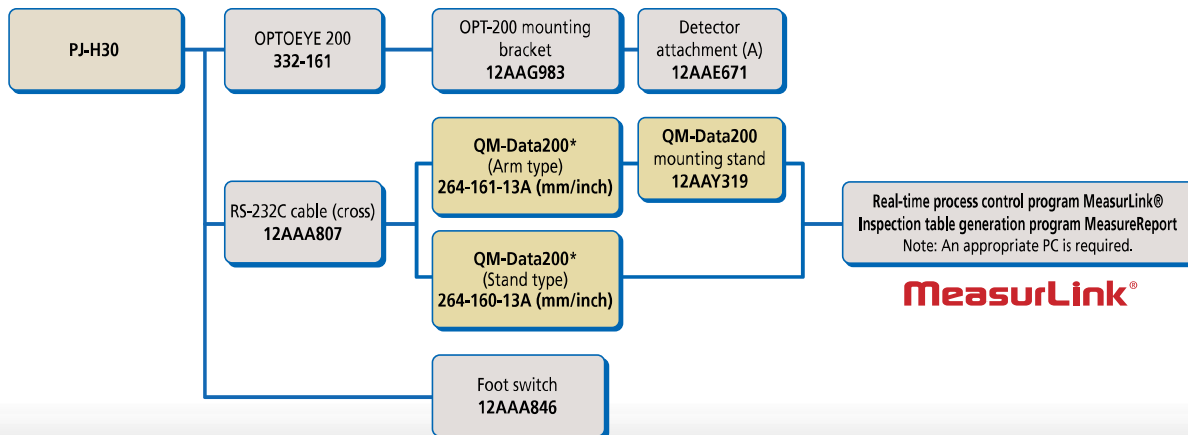 PJ-H30
OPTOEYE 200
332-161
OPT-200 mounting
bracket
12AAG983
Detector
attachment (A)
12AAE671
RS-232C cable (cross)
12AAA807
QM-Data200*
(Arm type)
264-161-13A (mm/inch)
QM-Data200
mounting stand
12AAY319
QM-Data200*
(Stand type)
264-160-13A (mm/inch)
Real-time process control program MeasurLink®
Inspection table generation program MeasureReport
Note: An appropriate PC is required.
MeasurLink®
Foot switch
12AAA846